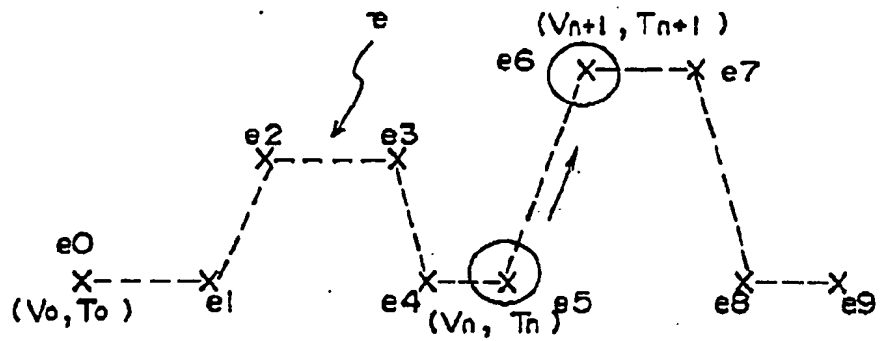 e
(Vn+1, Tn+1)
e6
e7
e2
e3
e0
e1
e4
e5
e8
e9
(Vo, To)
(Vn, Tn)